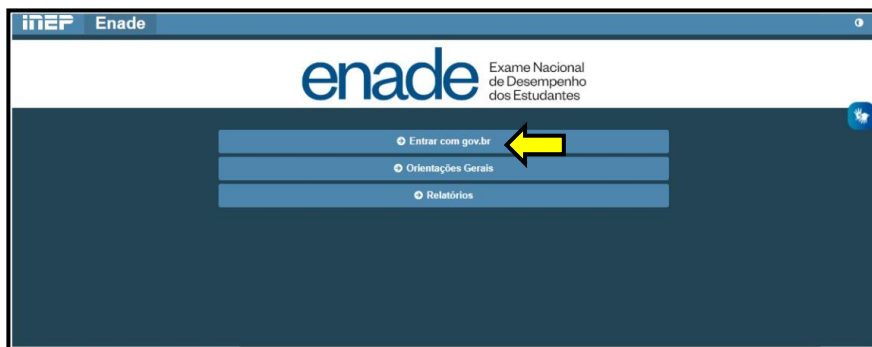 inep Enade
enade
Exame Nacional
de Desempenho
dos Estudantes
Entrar com gov.br
Orientações Gerais
Relatórios